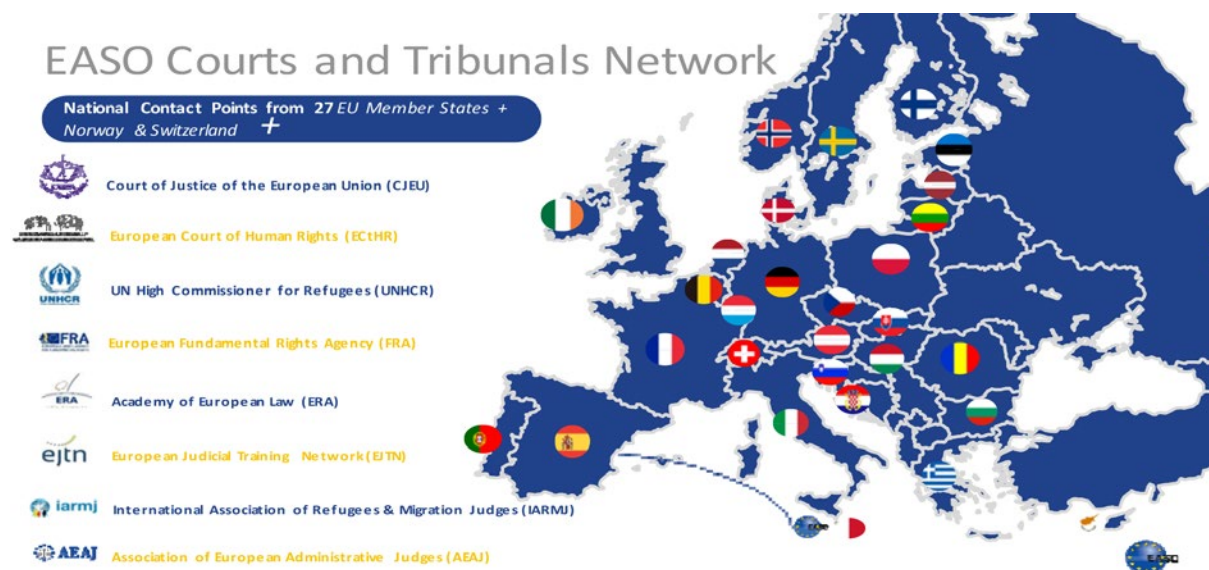 EASO Courts and Tribunals Network
National Contact Points from 27 EU Member States +
Norway & Switzerland +
Court of Justice of the European Union (CJEU)
European Court of Human Rights (ECtHR)
UNHCR
UN High Commissioner for Refugees (UNHCR)
FRA
European Fundamental Rights Agency (FRA)
ERA
Academy of European Law (ERA)
ejtn
European Judicial Training Network (EJTN)
iarmj
International Association of Refugees & Migration Judges (IARMJ)
AEAJ
Association of European Administrative Judges (AEAJ)
EASO